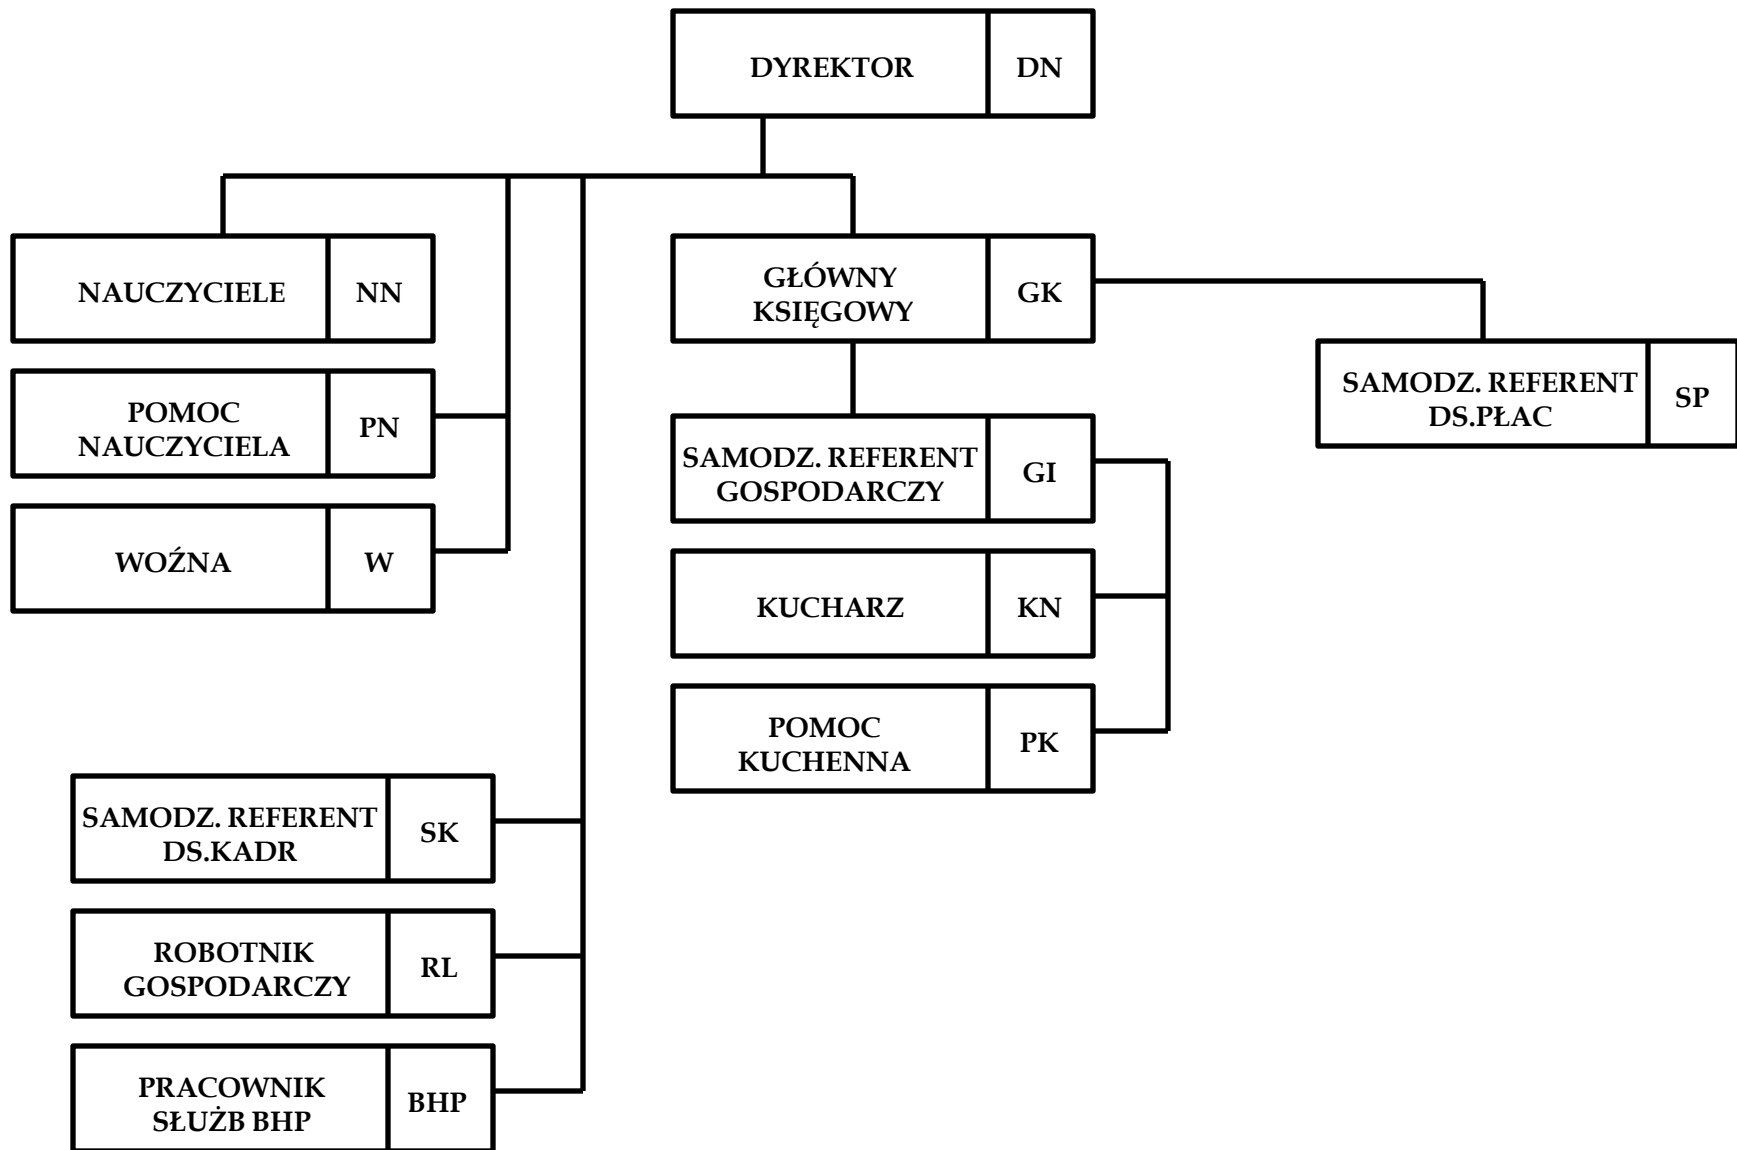 DYREKTOR DN
NAUCZYCIELE NN
POMOC
NAUCZYCIELA
PN
WOŹNA W
GŁÓWNY
KSIĘGOWY
GK
SAMODZ. REFERENT
DS.PŁAC
SP
SAMODZ. REFERENT
GOSPODARCZY
GI
KUCHARZ KN
POMOC
KUCHENNA
PK
SAMODZ. REFERENT
DS.KADR
SK
ROBOTNIK
GOSPODARCZY
RL
PRACOWNIK
SŁUŻB BHP
BHP